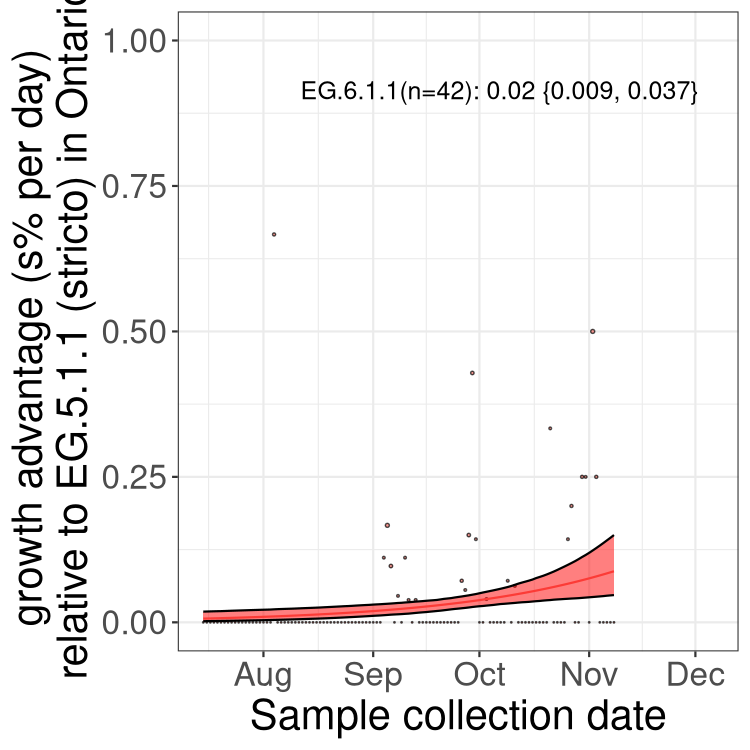 growth advantage (s% per day)
relative to EG.5.1.1 (stricto) in Ontario
1.00
0.75
0.50
0.25
0.00
EG.6.1.1(n=42): 0.02 {0.009, 0.037}
Aug Sep Oct Nov Dec
Sample collection date